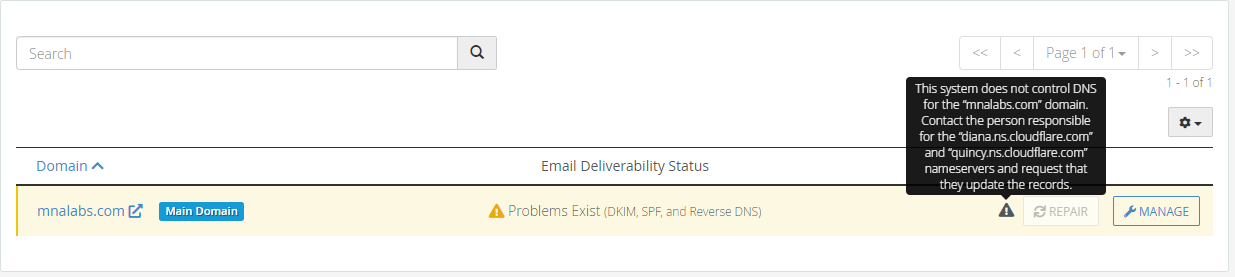 Search
<<
<
Page 1 of 1
>
>>
1 - 1 of 1
This system does not control DNS
for the “mnalabs.com” domain.
Contact the person responsible
for the “diana.ns.cloudflare.com”
and “quincy.ns.cloudflare.com”
nameservers and request that
they update the records.
Domain
Email Deliverability Status
mnalabs.com
Main Domain
Problems Exist (DKIM, SPF, and Reverse DNS)
REPAIR
MANAGE